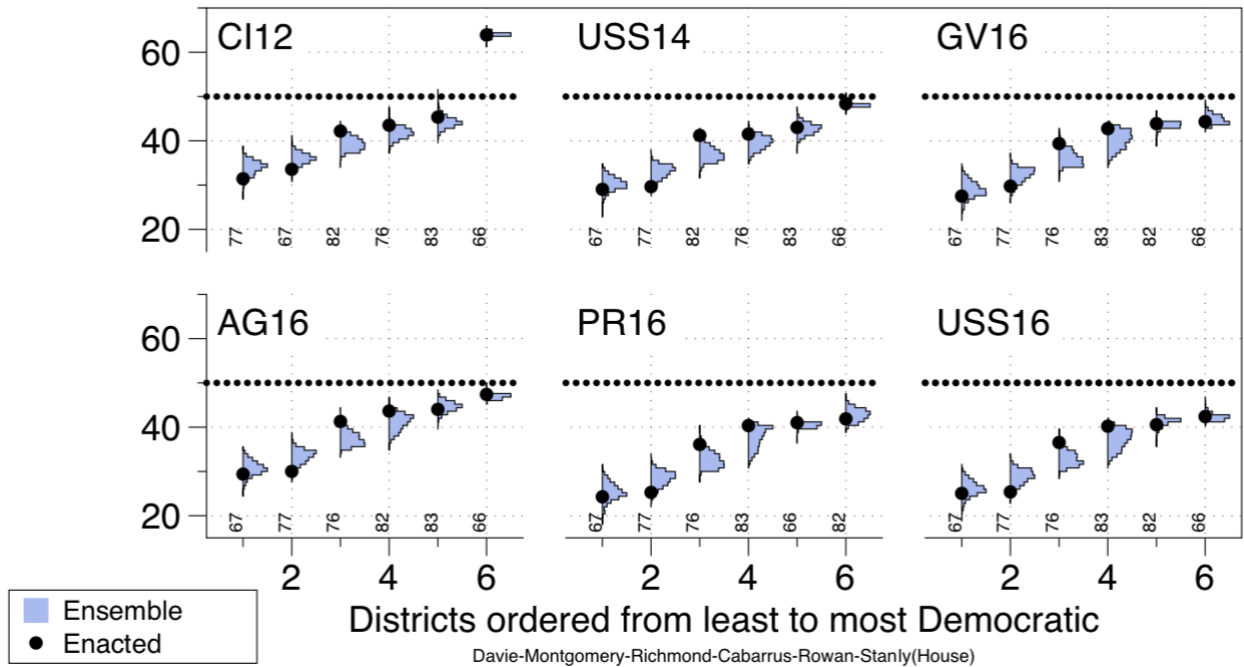 CI12 USS14 GV16
60
40
20
77 67 82 76 83 66
67 77 82 76 83 66
67 77 76 83 82 66
AG16 PR16 USS16
60
40
20
67 77 76 82 83 66
67 77 76 83 66 82
67 77 76 83 82 66
2 4 6 2 4 6 2 4 6
Districts ordered from least to most Democratic
Davie-Montgomery-Richmond-Cabarrus-Rowan-Stanly(House)
Ensemble
Enacted